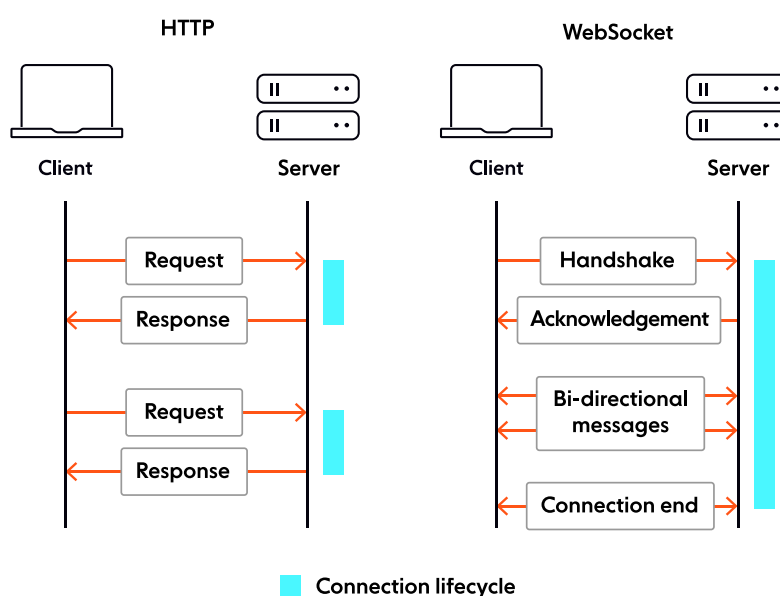 HTTP
WebSocket
Client
Server
Client
Server
Request
Response
Request
Response
Handshake
Acknowledgement
Bi-directional
messages
Connection end
Connection lifecycle